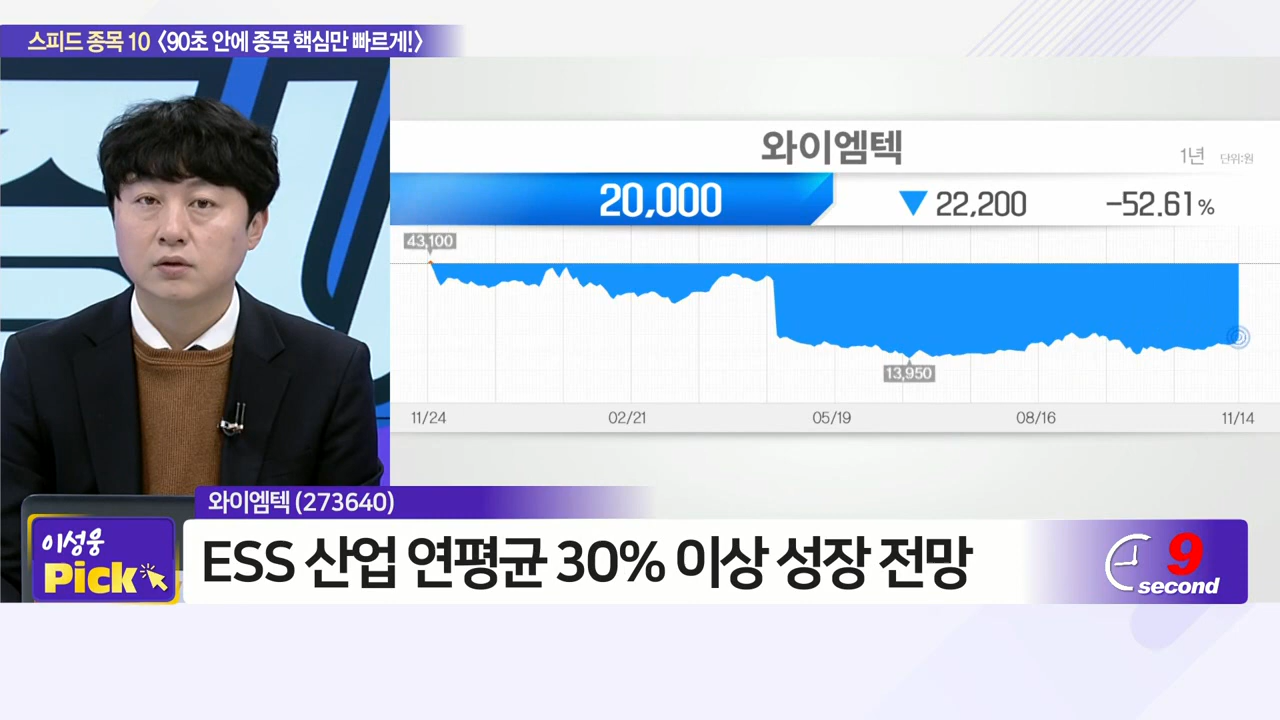 스피드 종목 10 <90초 안에 종목 핵심만 빠르게!>
와이엠텍
1년 단위:원
20,000 ▼ 22,200 -52.61%
43,100
13,950
11/24 02/21 05/19 08/16 11/14
와이엠텍 (273640)
이성웅
Pick
ESS 산업 연평균 30% 이상 성장 전망
9
second